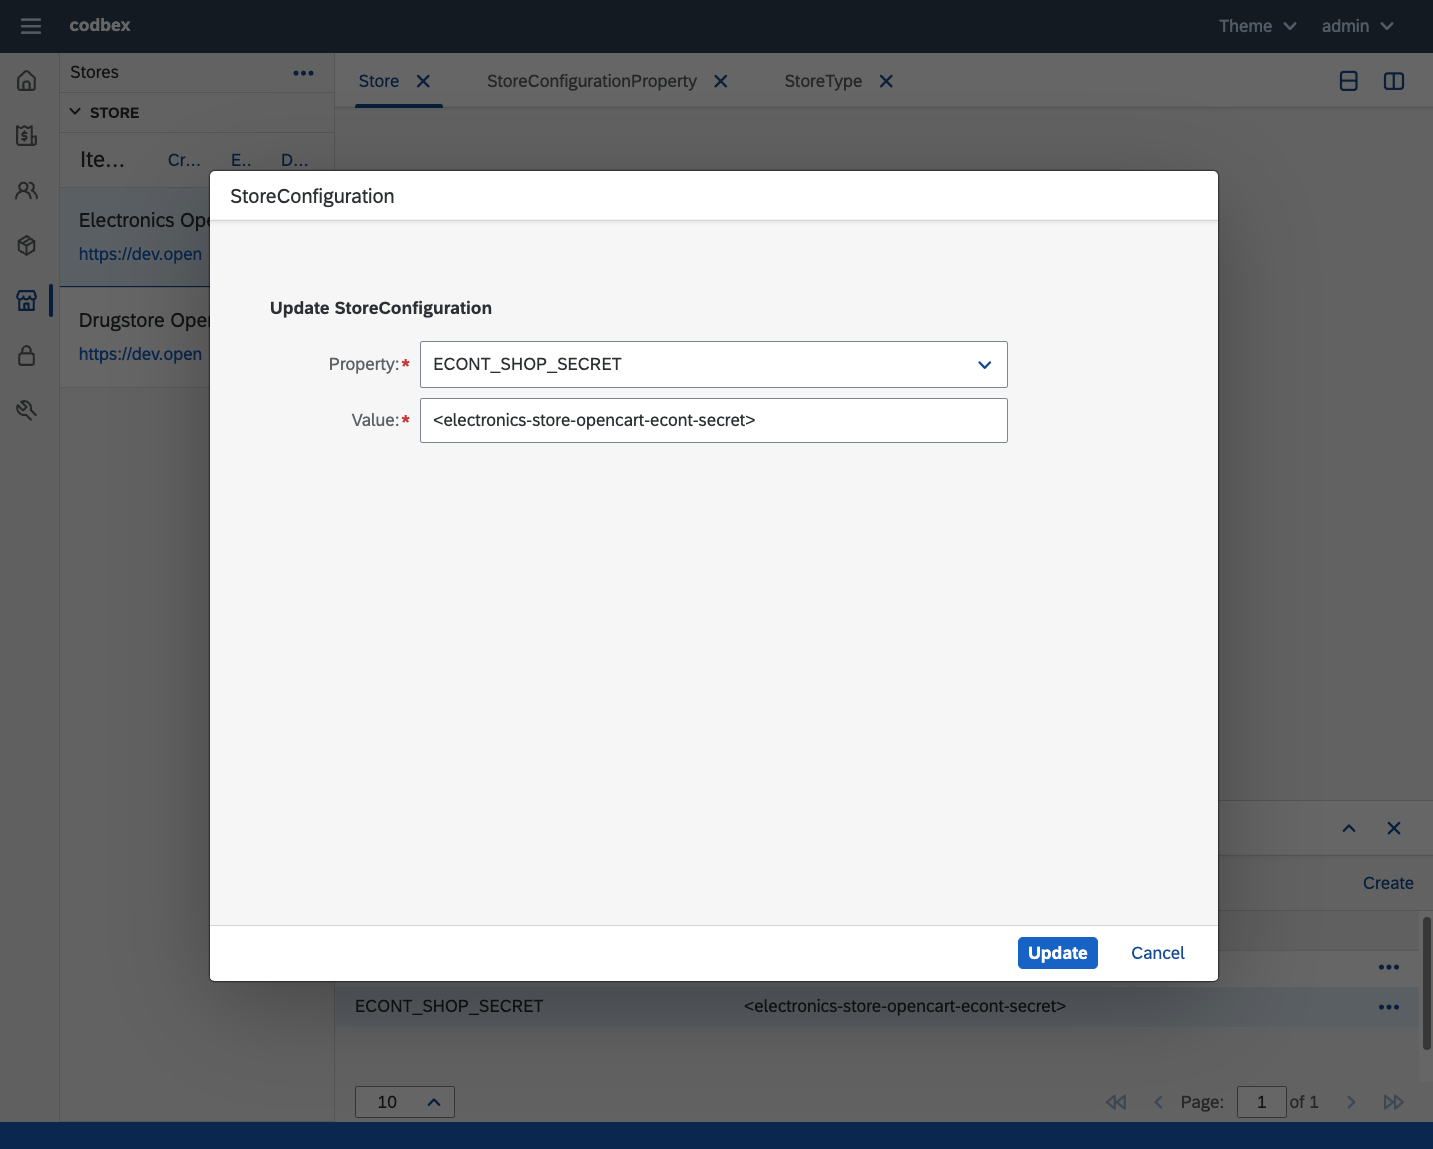 codbex
Theme
admin
Stores
STORE
Ite... Cr... E.. D...
Electronics Ope
https://dev.open
Drugstore Open
https://dev.open
Store
StoreConfigurationProperty
StoreType
StoreConfiguration
Update StoreConfiguration
Property:* ECONT_SHOP_SECRET
Value:* <electronics-store-opencart-econt-secret>
Update Cancel
Create
ECONT_SHOP_SECRET <electronics-store-opencart-econt-secret>
10
Page: 1 of 1